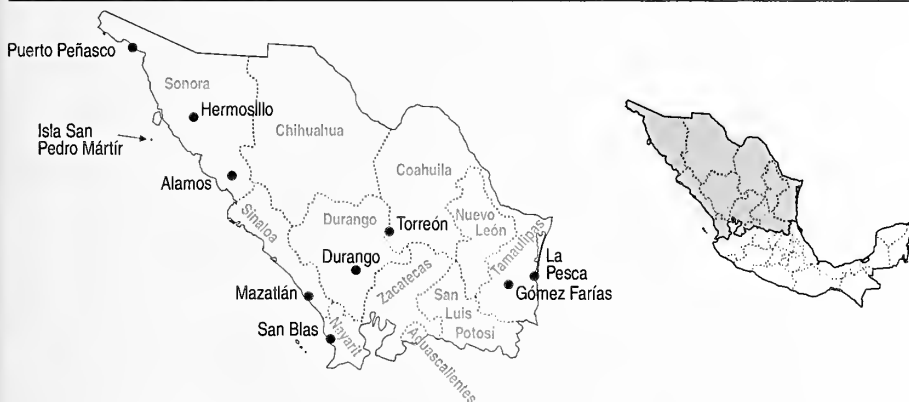 Puerto Peñasco
Sonora
Hermosillo
Chihuahua
Isla San
Pedro Mártír
Coahuila
Alamos
Sinaloa
Durango
Torreón
Nuevo
León
Tamaulipas
Durango
Zacatecas
La
Pesca
Gómez Farías
Mazatlán
San
Luis
Potosí
San Blas
Nayarit
Aguascalientes